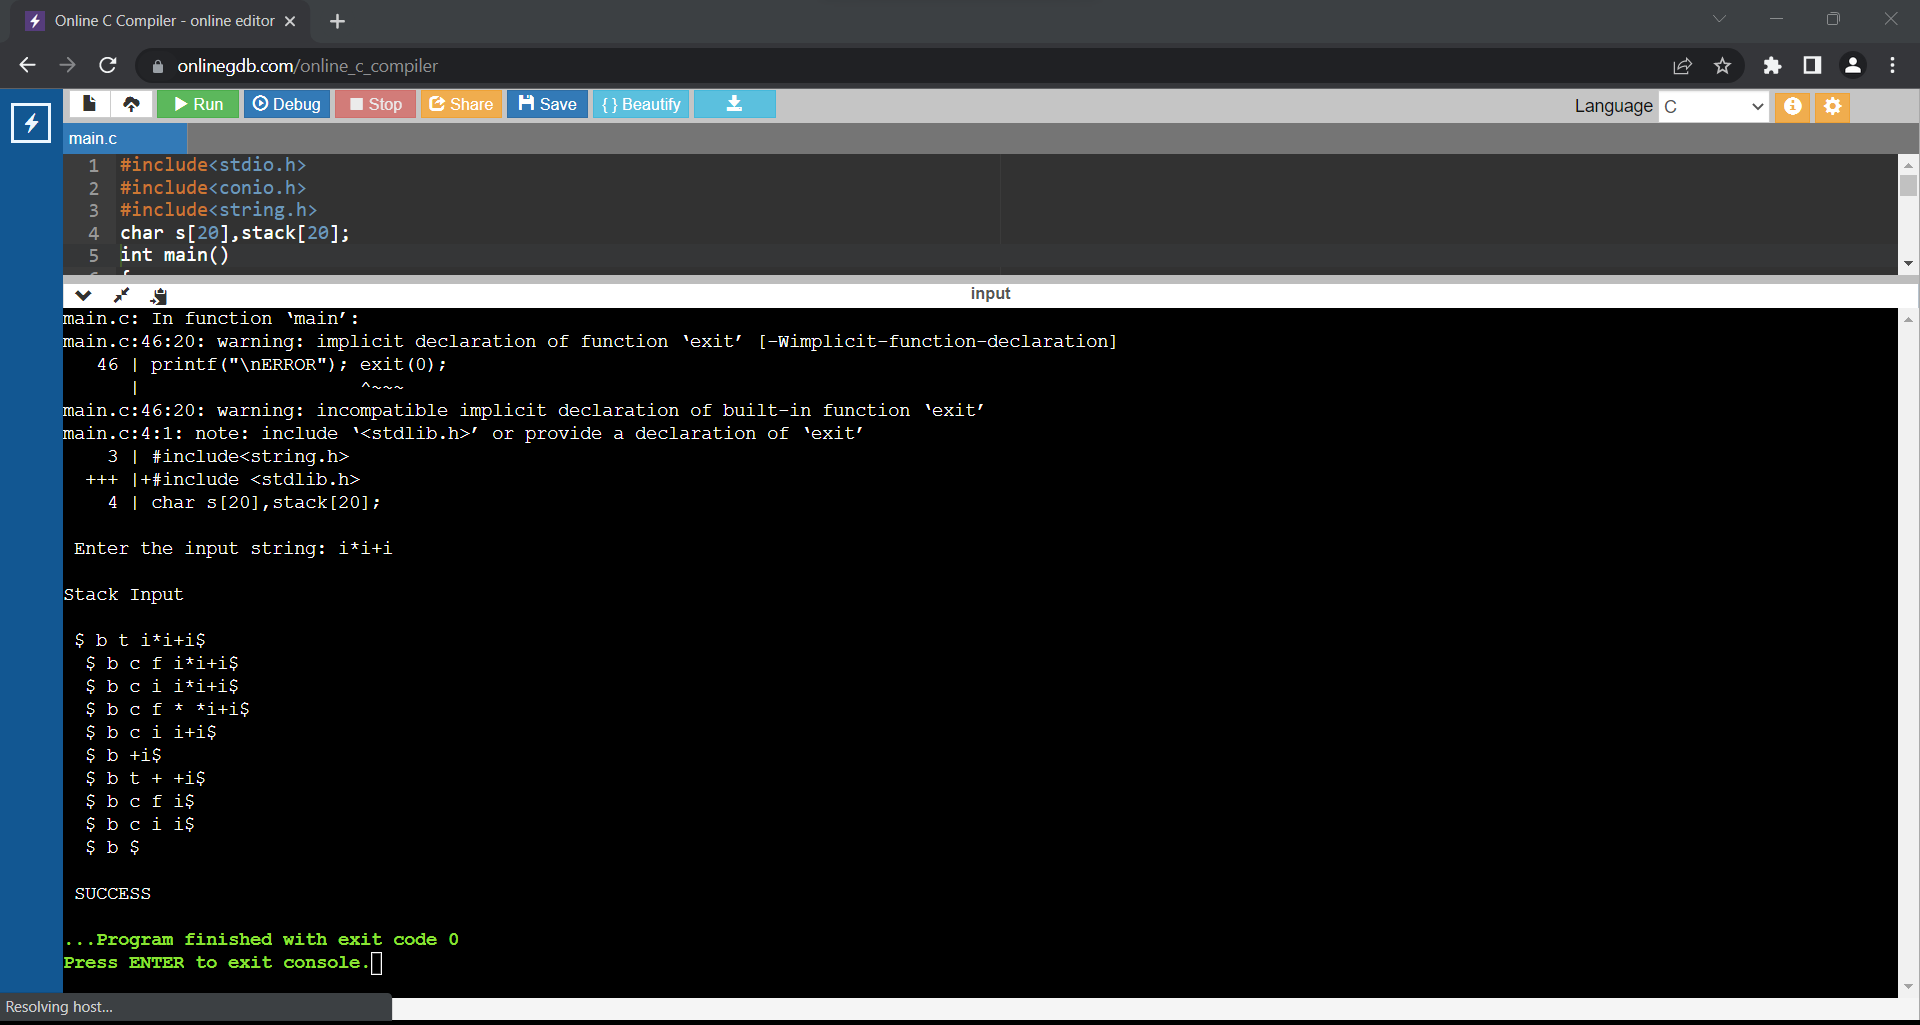 Online C Compiler - online editor
onlinegdb.com/online_c_compiler
Run Debug Stop Share Save { } Beautify Language C
main.c
1 #include<stdio.h>
2 #include<conio.h>
3 #include<string.h>
4 char s[20],stack[20];
5 int main()
input
main.c: In function ‘main’:
main.c:46:20: warning: implicit declaration of function ‘exit’ [-Wimplicit-function-declaration]
46 | printf("\nERROR"); exit(0);
| ^~~~
main.c:46:20: warning: incompatible implicit declaration of built-in function ‘exit’
main.c:4:1: note: include ‘<stdlib.h>’ or provide a declaration of ‘exit’
3 | #include<string.h>
+++ |+#include <stdlib.h>
4 | char s[20],stack[20];
Enter the input string: i*i+i
Stack Input
$ b t i*i+i$
$ b c f i*i+i$
$ b c i i*i+i$
$ b c f * *i+i$
$ b c i i+i$
$ b +i$
$ b t + +i$
$ b c f i$
$ b c i i$
$ b $
SUCCESS
...Program finished with exit code 0
Press ENTER to exit console.
Resolving host...